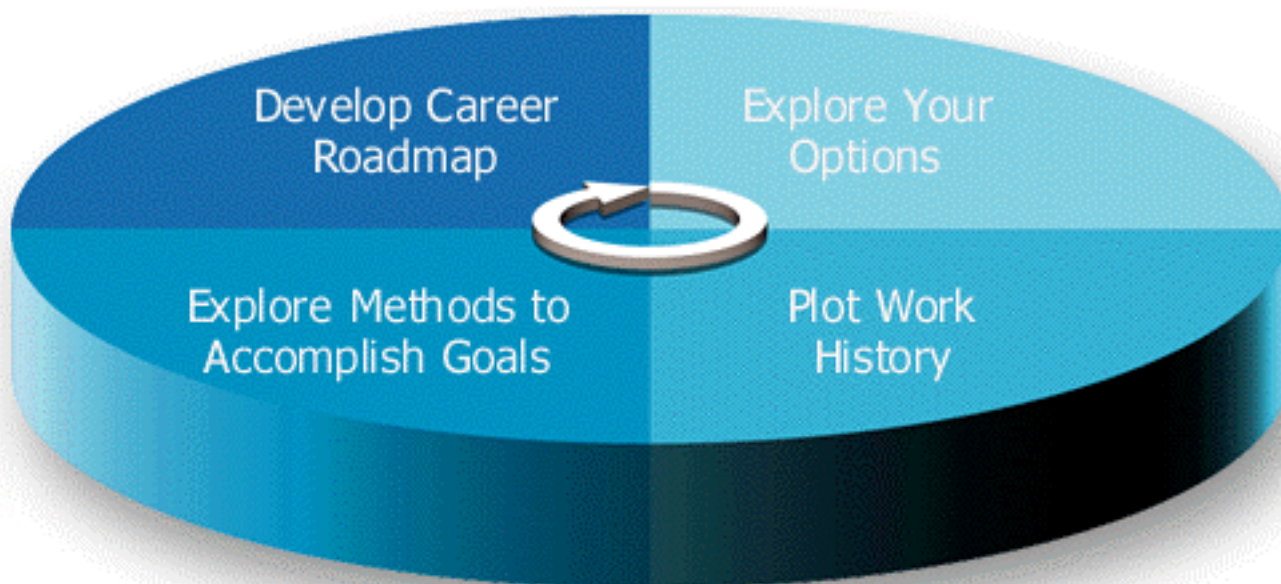 Develop Career
Roadmap
Explore Your
Options
Explore Methods to
Accomplish Goals
Plot Work
History